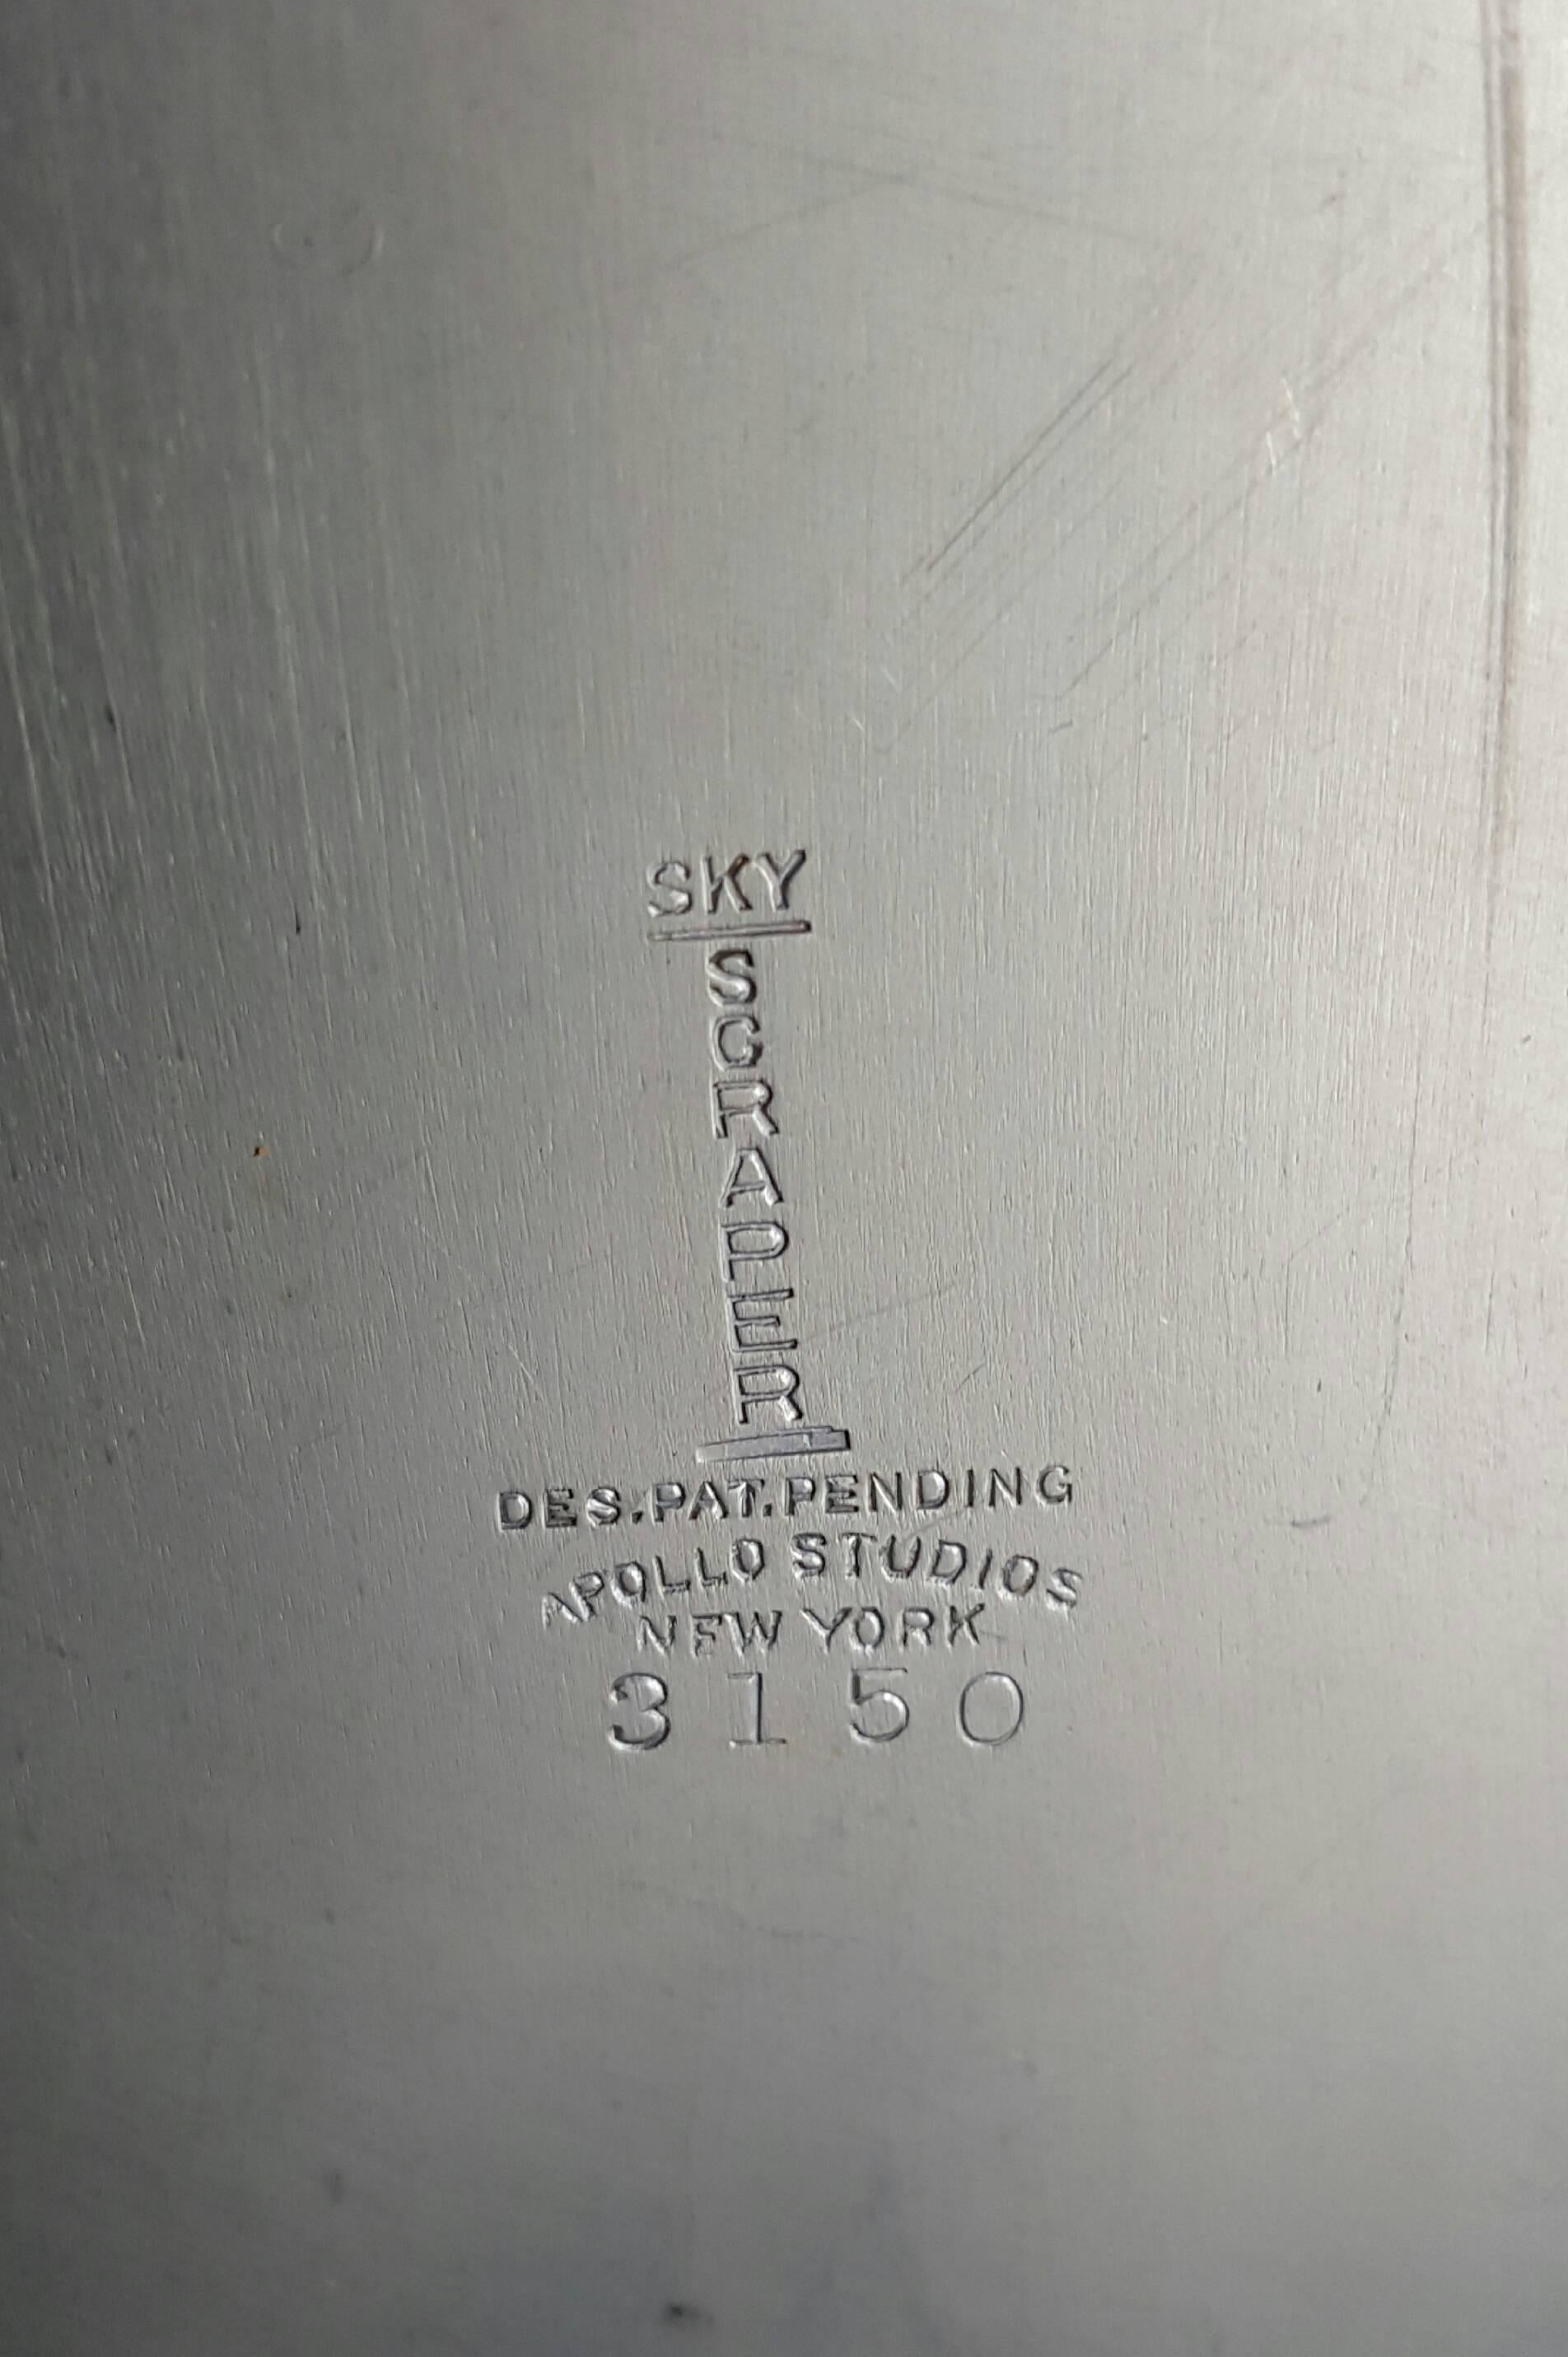 SKY
SCRAPER
DES.PAT.PENDING
APOLLO STUDIOS
NEW YORK
3150